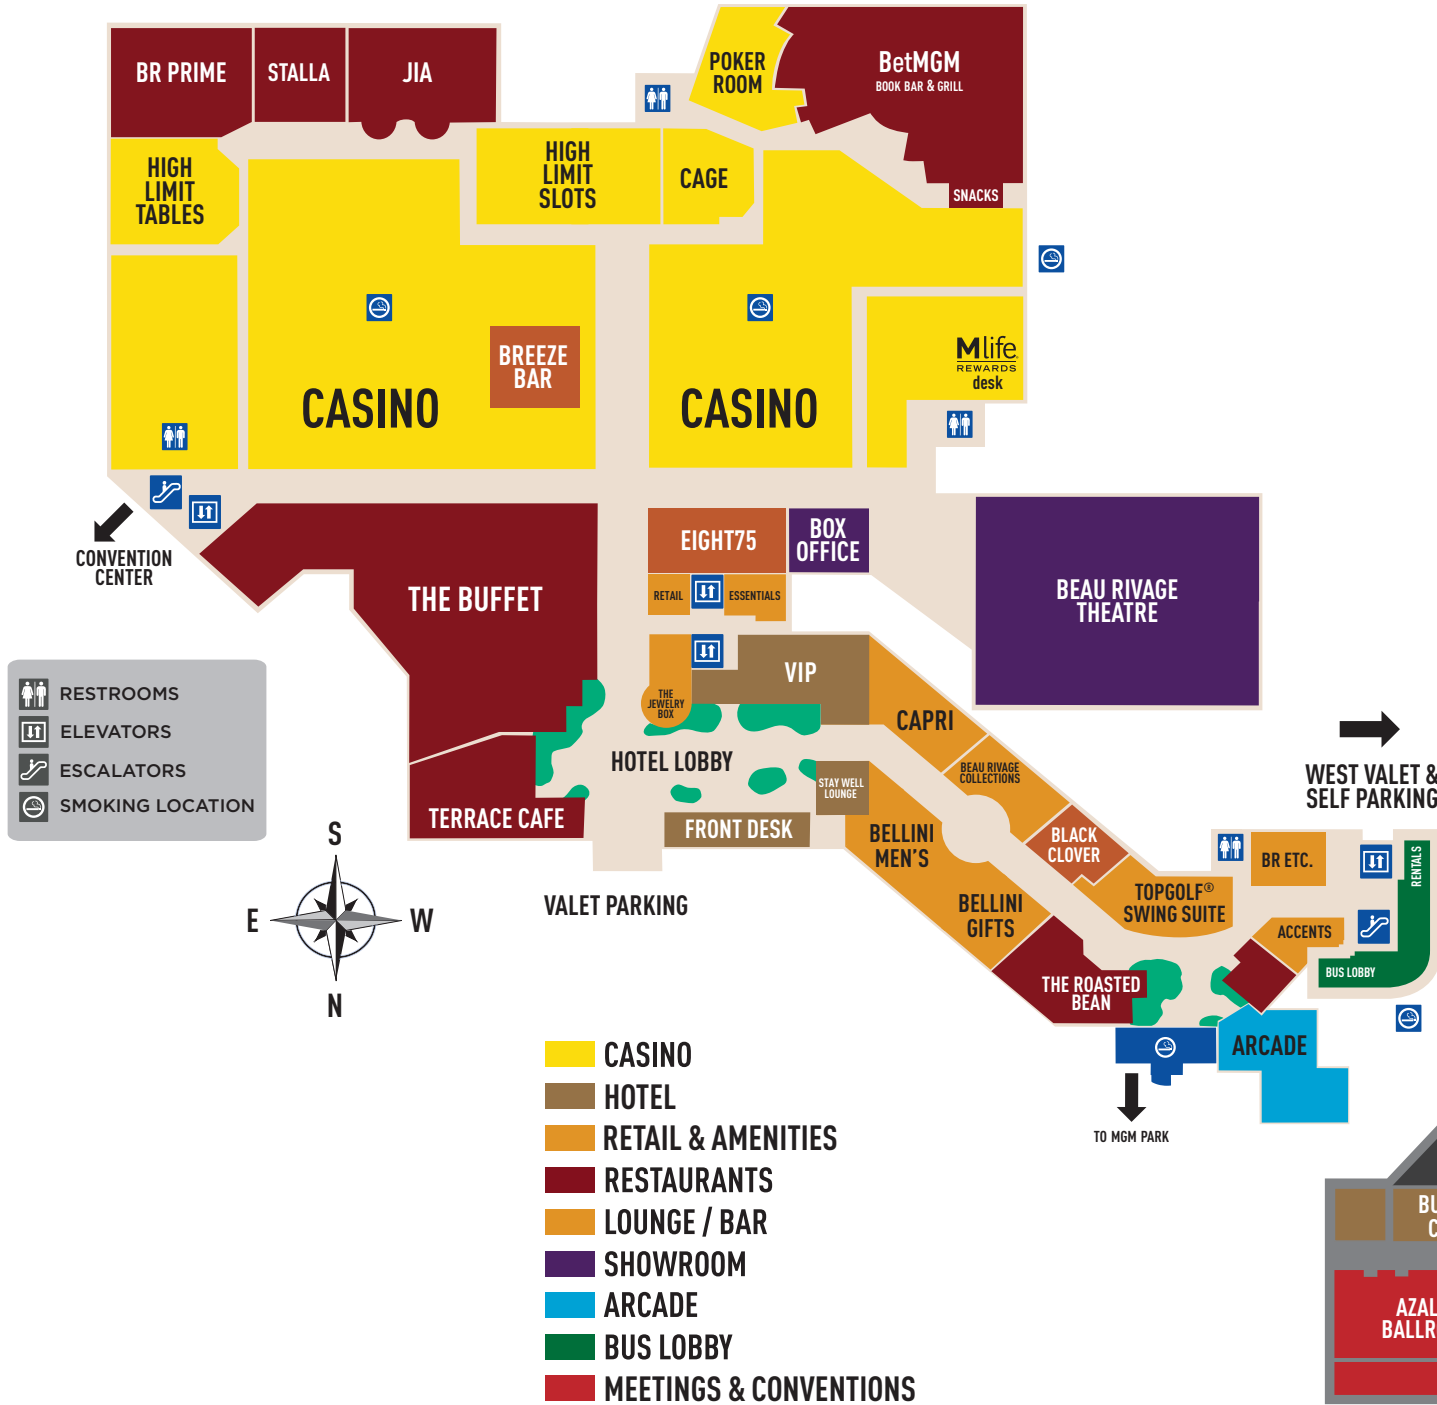 BR PRIME
STALLA
JIA
POKER
ROOM
BetMGM
BOOK BAR & GRILL
SNACKS
HIGH
LIMIT
TABLES
HIGH
LIMIT
SLOTS
CAGE
BREEZE
BAR
CASINO
CASINO
M life
REWARDS
desk
CONVENTION
CENTER
THE BUFFET
EIGHT75
BOX
OFFICE
RETAIL
ESSENTIALS
BEAU RIVAGE
THEATRE
VIP
THE
JEWELRY
BOX
CAPRI
HOTEL LOBBY
BEAU RIVAGE
COLLECTIONS
STAY WELL
LOUNGE
TERRACE CAFE
FRONT DESK
BELLINI
MEN'S
BLACK
CLOVER
BELLINI
GIFTS
TOPGOLF®
SWING SUITE
BR ETC.
RENTALS
ACCENTS
BUS LOBBY
WEST VALET &
SELF PARKING
VALET PARKING
THE ROASTED
BEAN
ARCADE
TO MGM PARK
RESTROOMS
ELEVATORS
ESCALATORS
SMOKING LOCATION
S
E
W
N
CASINO
HOTEL
RETAIL & AMENITIES
RESTAURANTS
LOUNGE / BAR
SHOWROOM
ARCADE
BUS LOBBY
MEETINGS & CONVENTIONS
BU
C
AZAL
BALLR